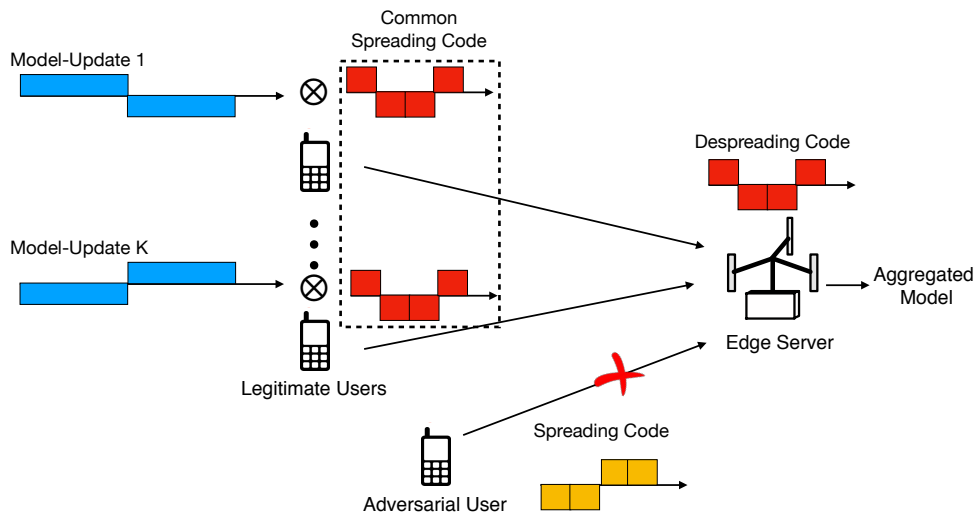 Common
Spreading Code
Model-Update 1
Despreading Code
Model-Update K
Aggregated
Model
Edge Server
Legitimate Users
Spreading Code
Adversarial User